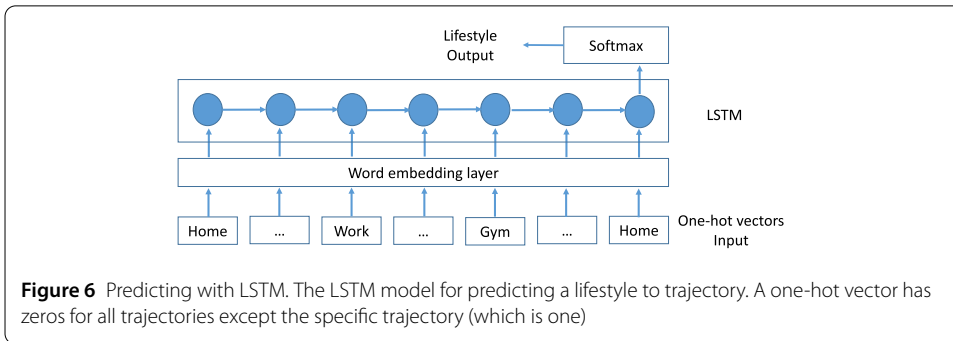 Lifestyle
Output
Softmax
LSTM
Word embedding layer
Home
...
Work
...
Gym
...
Home
One-hot vectors
Input
Figure 6 Predicting with LSTM. The LSTM model for predicting a lifestyle to trajectory. A one-hot vector has
zeros for all trajectories except the specific trajectory (which is one)